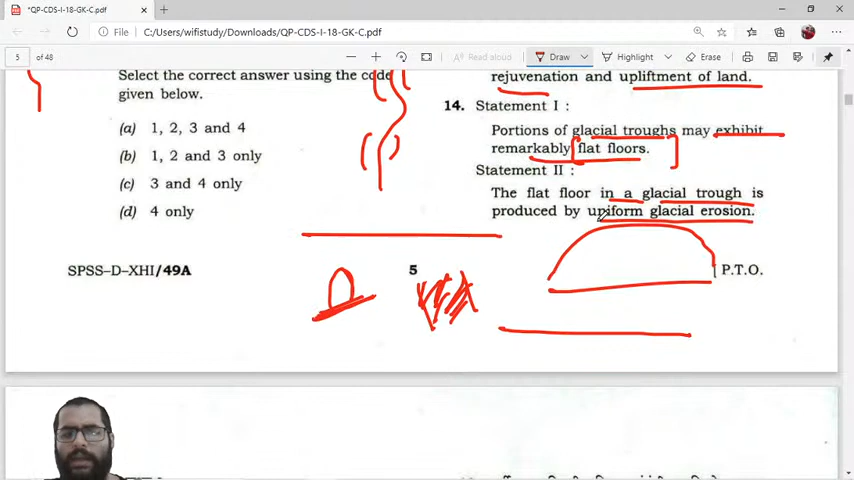 *QP-CDS-I-18-GK-C.pdf
C:/Users/wifistudy/Downloads/QP-CDS-I-18-GK-C.pdf
5 of 48
Read aloud
Draw
Highlight
Erase
Select the correct answer using the code
given below.
(a) 1, 2, 3 and 4
(b) 1, 2 and 3 only
(c) 3 and 4 only
(d) 4 only
rejuvenation and upliftment of land.
14. Statement I :
Portions of glacial troughs may exhibit
remarkably flat floors.
Statement II :
The flat floor in a glacial trough is
produced by uniform glacial erosion.
SPSS–D–XHI/49A
5
[ P.T.O.